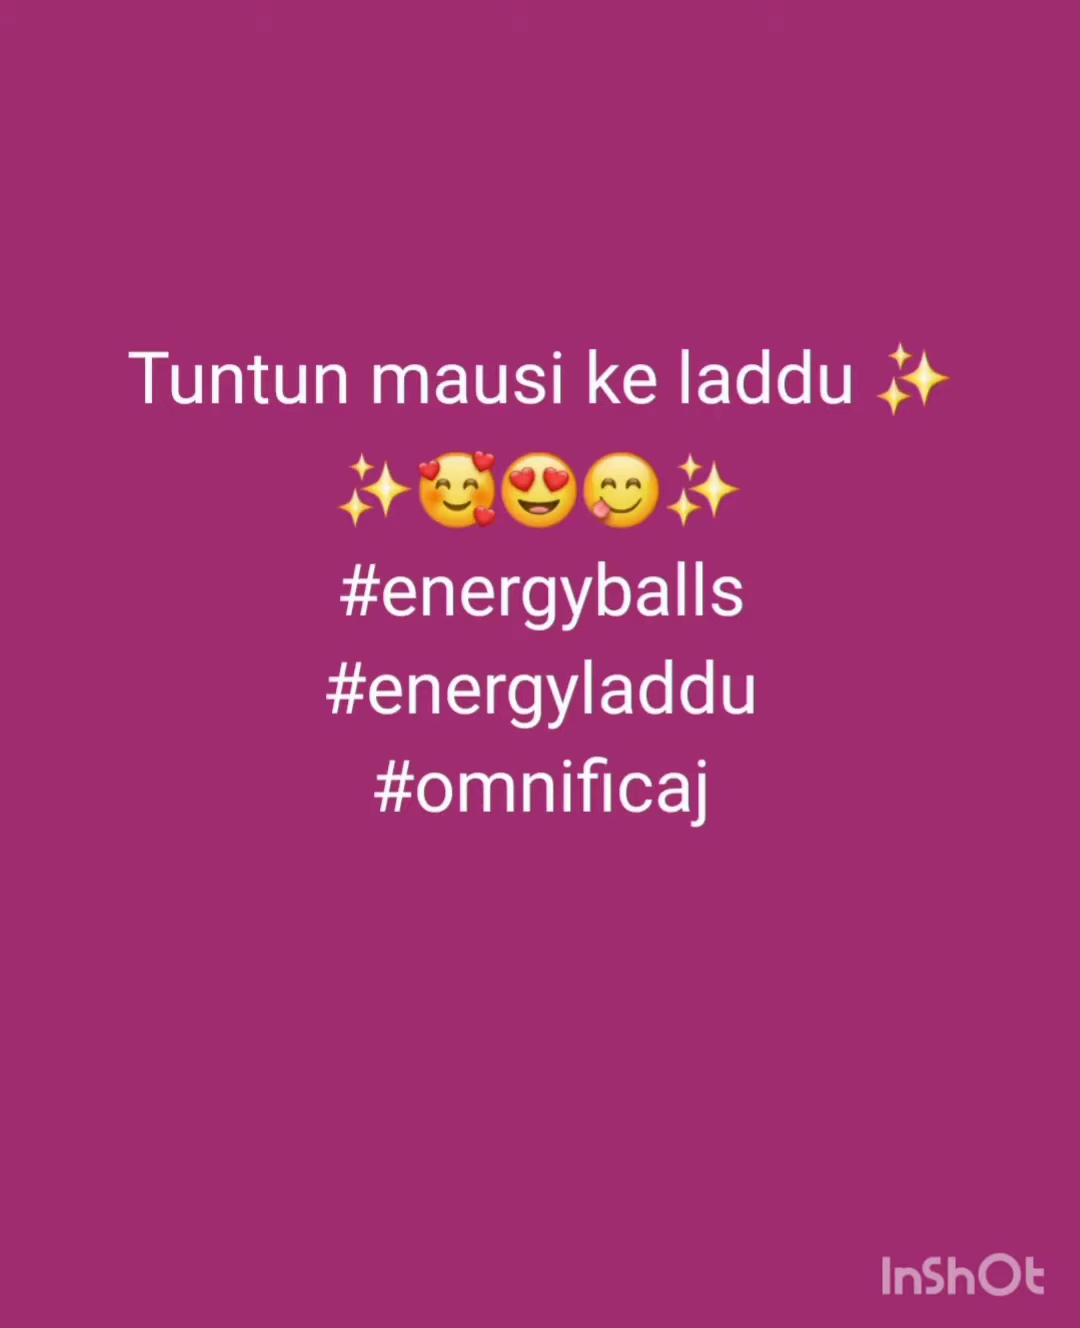 Tuntun mausi ke laddu ✨
✨🥰😍😋✨
#energyballs
#energyladdu
#omnificaj
InShOt